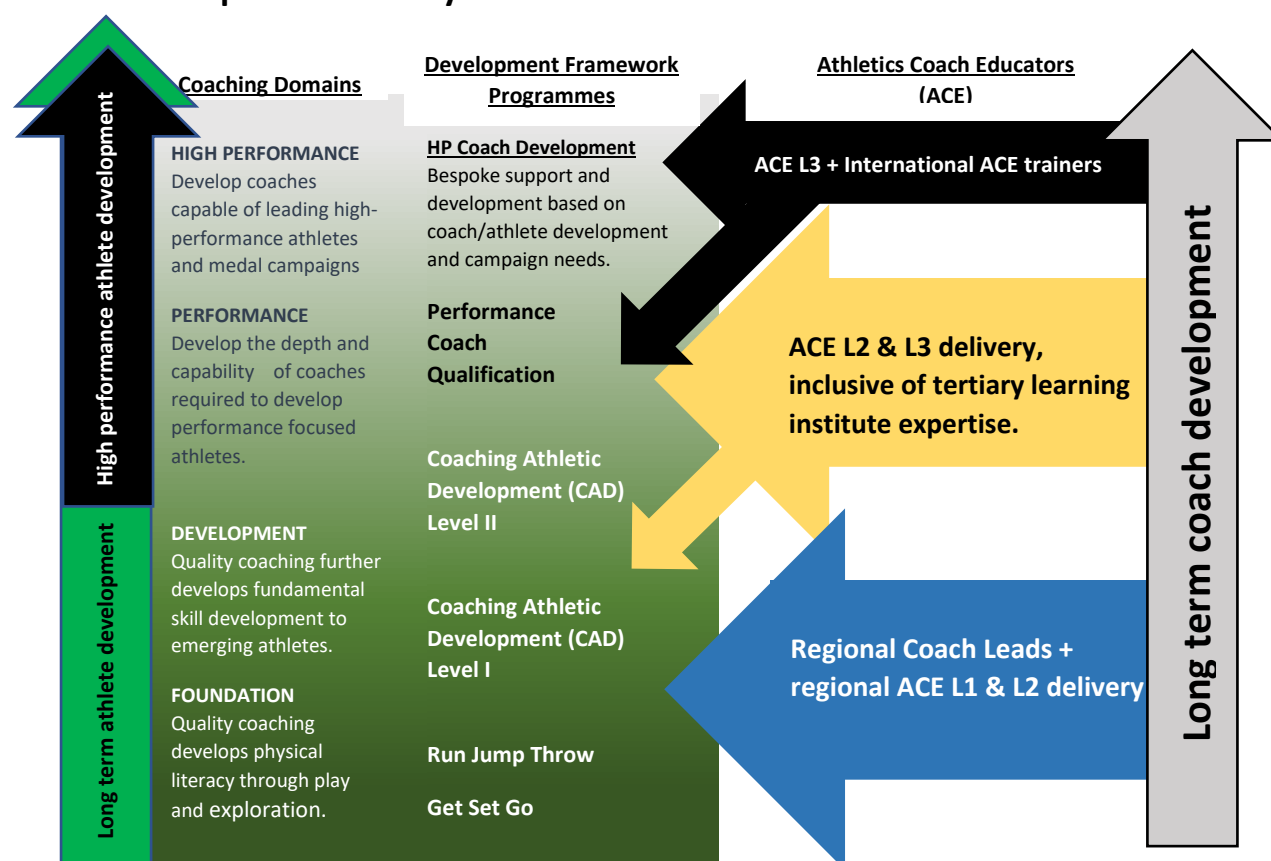 Coaching Domains
Development Framework
Programmes
Athletics Coach Educators
(ACE)
High performance athlete development
Long term athlete development
HIGH PERFORMANCE
Develop coaches
capable of leading high-
performance athletes
and medal campaigns
PERFORMANCE
Develop the depth and
capability of coaches
required to develop
performance focused
athletes.
DEVELOPMENT
Quality coaching further
develops fundamental
skill development to
emerging athletes.
FOUNDATION
Quality coaching
develops physical
literacy through play
and exploration.
HP Coach Development
Bespoke support and
development based on
coach/athlete development
and campaign needs.
Performance
Coach
Qualification
Coaching Athletic
Development (CAD)
Level II
Coaching Athletic
Development (CAD)
Level I
Run Jump Throw
Get Set Go
ACE L3 + International ACE trainers
ACE L2 & L3 delivery,
inclusive of tertiary learning
institute expertise.
Regional Coach Leads +
regional ACE L1 & L2 delivery
Long term coach development